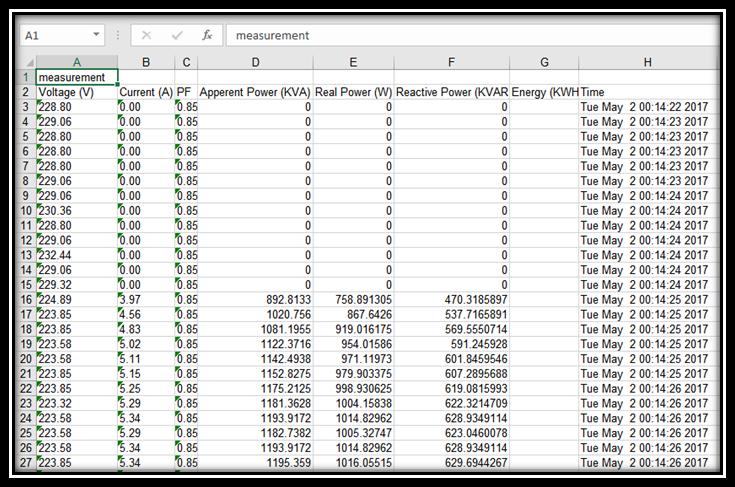 A1 measurement
A B C D E F G H
1 measurement
2 Voltage (V) Current (A) PF Apperent Power (KVA) Real Power (W) Reactive Power (KVAR Energy (KWH Time
3 228.80 0.00 0.85 0 0 0 Tue May 2 00:14:22 2017
4 229.06 0.00 0.85 0 0 0 Tue May 2 00:14:23 2017
5 228.80 0.00 0.85 0 0 0 Tue May 2 00:14:23 2017
6 228.80 0.00 0.85 0 0 0 Tue May 2 00:14:23 2017
7 228.80 0.00 0.85 0 0 0 Tue May 2 00:14:23 2017
8 229.06 0.00 0.85 0 0 0 Tue May 2 00:14:23 2017
9 229.06 0.00 0.85 0 0 0 Tue May 2 00:14:24 2017
10 230.36 0.00 0.85 0 0 0 Tue May 2 00:14:24 2017
11 228.80 0.00 0.85 0 0 0 Tue May 2 00:14:24 2017
12 229.06 0.00 0.85 0 0 0 Tue May 2 00:14:24 2017
13 232.44 0.00 0.85 0 0 0 Tue May 2 00:14:24 2017
14 229.06 0.00 0.85 0 0 0 Tue May 2 00:14:24 2017
15 229.32 0.00 0.85 0 0 0 Tue May 2 00:14:25 2017
16 224.89 3.97 0.85 892.8133 758.891305 470.3185897 Tue May 2 00:14:25 2017
17 223.85 4.56 0.85 1020.756 867.6426 537.7165891 Tue May 2 00:14:25 2017
18 223.85 4.83 0.85 1081.1955 919.016175 569.5550714 Tue May 2 00:14:25 2017
19 223.58 5.02 0.85 1122.3716 954.01586 591.245928 Tue May 2 00:14:25 2017
20 223.58 5.11 0.85 1142.4938 971.11973 601.8459546 Tue May 2 00:14:25 2017
21 223.85 5.15 0.85 1152.8275 979.903375 607.2895688 Tue May 2 00:14:25 2017
22 223.85 5.25 0.85 1175.2125 998.930625 619.0815993 Tue May 2 00:14:26 2017
23 223.32 5.29 0.85 1181.3628 1004.15838 622.3214709 Tue May 2 00:14:26 2017
24 223.58 5.34 0.85 1193.9172 1014.82962 628.9349114 Tue May 2 00:14:26 2017
25 223.58 5.29 0.85 1182.7382 1005.32747 623.0460078 Tue May 2 00:14:26 2017
26 223.58 5.34 0.85 1193.9172 1014.82962 628.9349114 Tue May 2 00:14:26 2017
27 223.85 5.34 0.85 1195.359 1016.05515 629.6944267 Tue May 2 00:14:26 2017